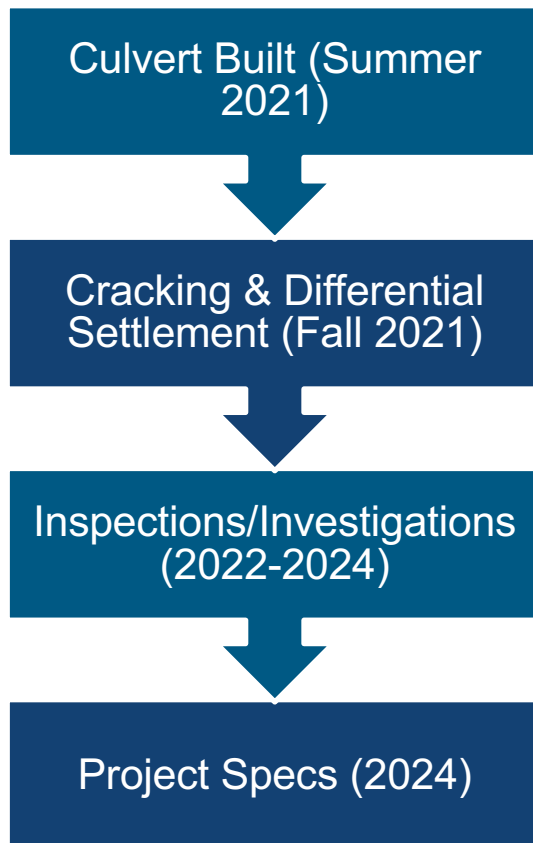 Culvert Built (Summer
2021)
Cracking & Differential
Settlement (Fall 2021)
Inspections/Investigations
(2022-2024)
Project Specs (2024)